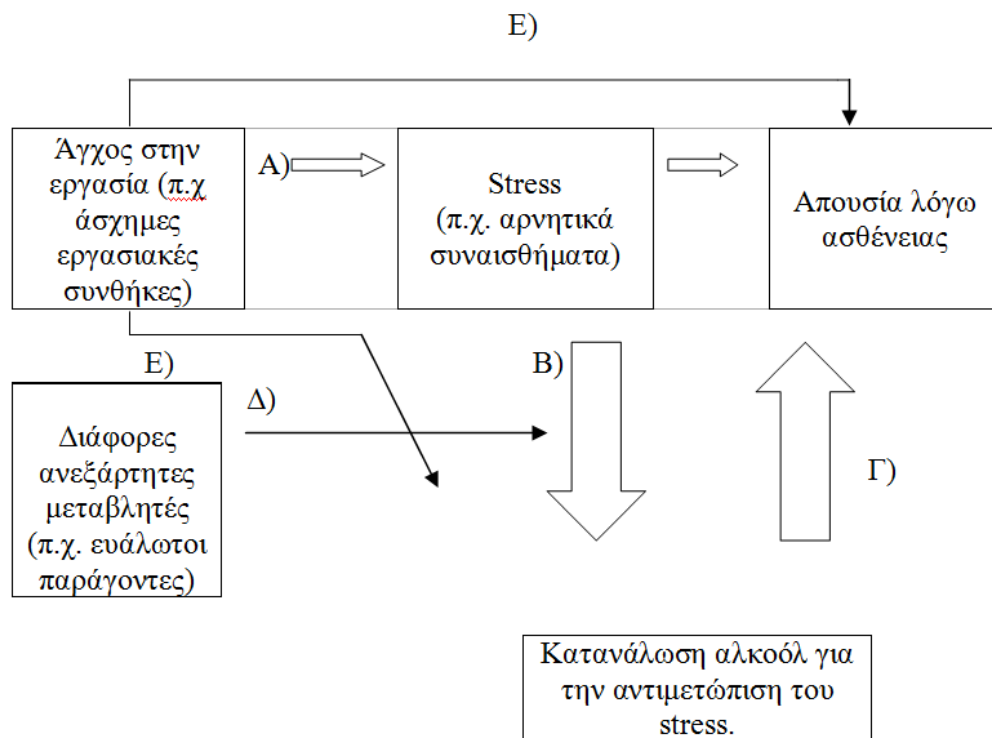 Ε)
Άγχος στην
εργασία (π.χ
άσχημες
εργασιακές
συνθήκες)
Α)
Stress
(π.χ. αρνητικά
συναισθήματα)
Απουσία λόγω
ασθένειας
Ε)
Β)
Δ)
Διάφορες
ανεξάρτητες
μεταβλητές
(π.χ. ευάλωτοι
παράγοντες)
Γ)
Κατανάλωση αλκοόλ για
την αντιμετώπιση του
stress.